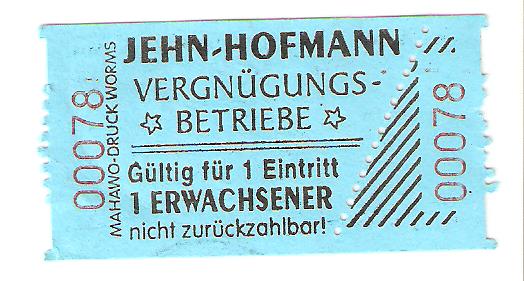 00078
MAHAWO-DRUCK WORMS
JEHN-HOFMANN
VERGNÜGUNGS-
BETRIEBE
Gültig für 1 Eintritt
1 ERWACHSENER
nicht zurückzahlbar!
00078